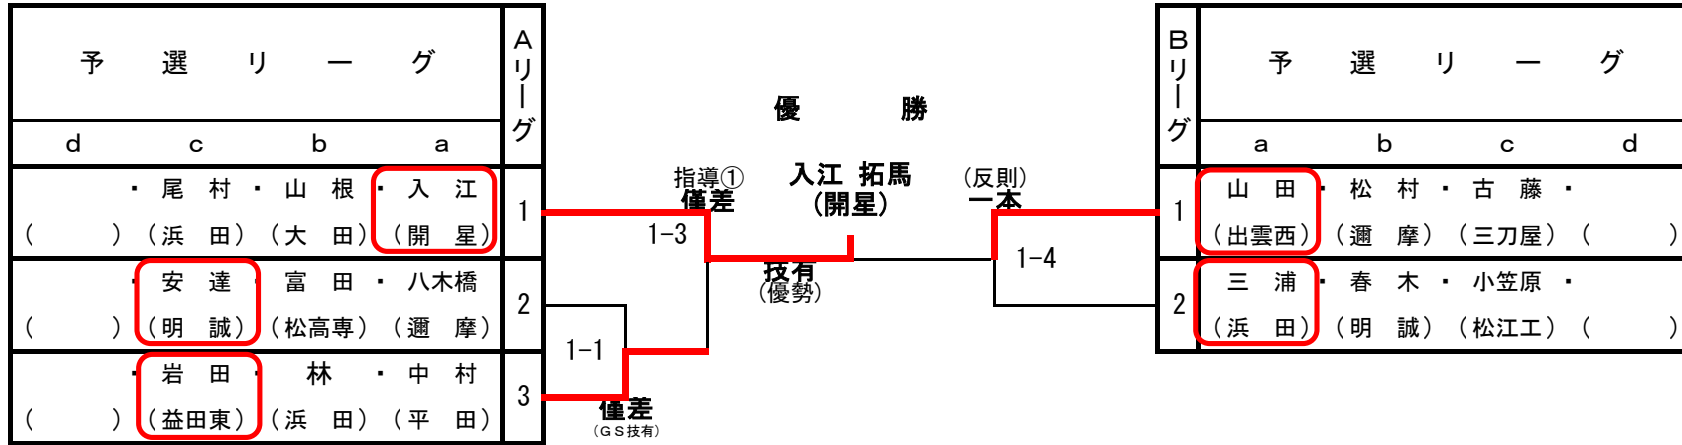 予 選 リ ー グ
Aリーグ
d c b a
・ 尾 村 ・ 山 根 ・ 入 江
( ) (浜 田) (大 田) (開 星)
1
・ 安 達 ・ 富 田 ・ 八木橋
( ) (明 誠) (松高専) (邇 摩)
2
・ 岩 田 ・ 林 ・ 中 村
( ) (益田東) (浜 田) (平 田)
3
1-1
僅差
(GS技有)
指導①
僅差
1-3
優 勝
入江 拓馬
(開星)
技有
(優勢)
(反則)
一本
1-4
Bリーグ
予 選 リ ー グ
a b c d
1
山 田 ・ 松 村 ・ 古 藤 ・
(出雲西) (邇 摩) (三刀屋) ( )
2
三 浦 ・ 春 木 ・ 小笠原 ・
(浜 田) (明 誠) (松江工) ( )